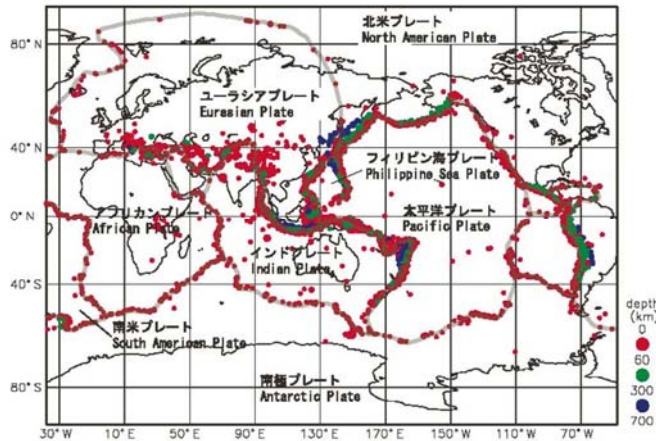 北米プレート
North American Plate
80°N
ユーラシアプレート
Eurasian Plate
40°N
フィリピン海プレート
Philippine Sea Plate
アフリカンプレート
African Plate
太平洋プレート
Pacific Plate
0°N
インドプレート
Indian Plate
40°S
南米プレート
South American Plate
南極プレート
Antarctic Plate
80°S
30°W
10°E
50°E
90°E
130°E
170°E
150°W
110°W
70°W
depth
(km)
0
60
300
700